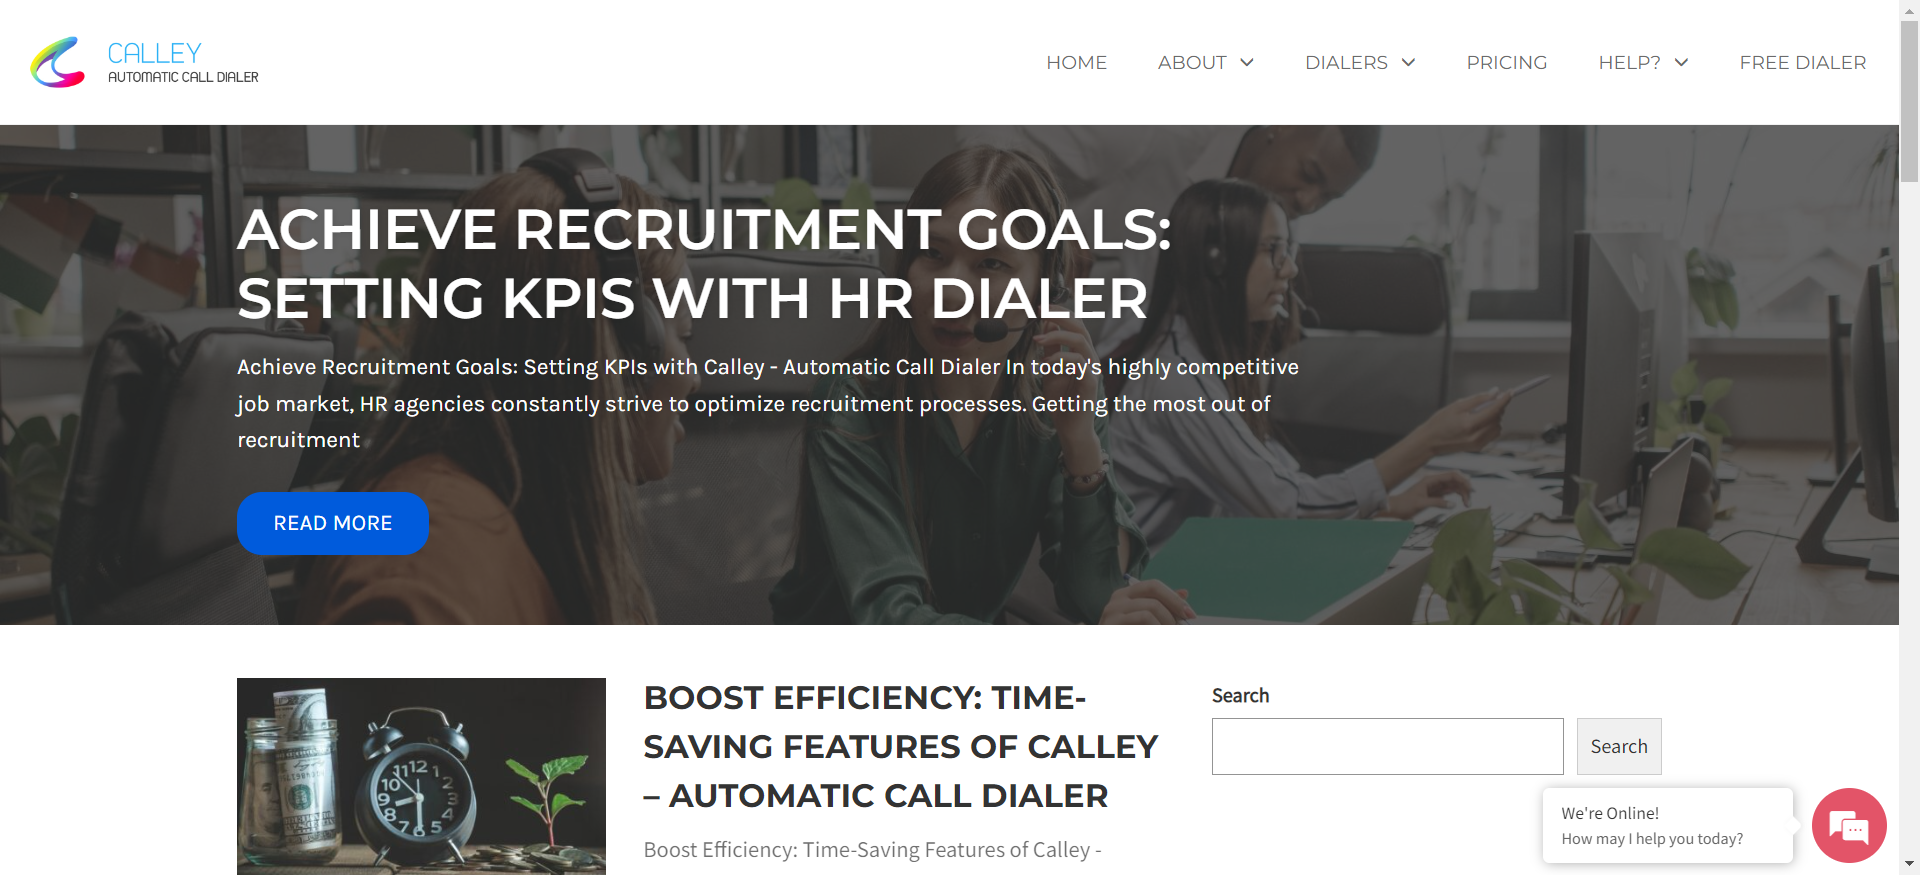 CALLEY
AUTOMATIC CALL DIALER
HOME
ABOUT
DIALERS
PRICING
HELP?
FREE DIALER
ACHIEVE RECRUITMENT GOALS:
SETTING KPIS WITH HR DIALER
Achieve Recruitment Goals: Setting KPIs with Calley - Automatic Call Dialer In today's highly competitive
job market, HR agencies constantly strive to optimize recruitment processes. Getting the most out of
recruitment
READ MORE
BOOST EFFICIENCY: TIME-
SAVING FEATURES OF CALLEY
– AUTOMATIC CALL DIALER
Boost Efficiency: Time-Saving Features of Calley -
Search
Search
We're Online!
How may I help you today?